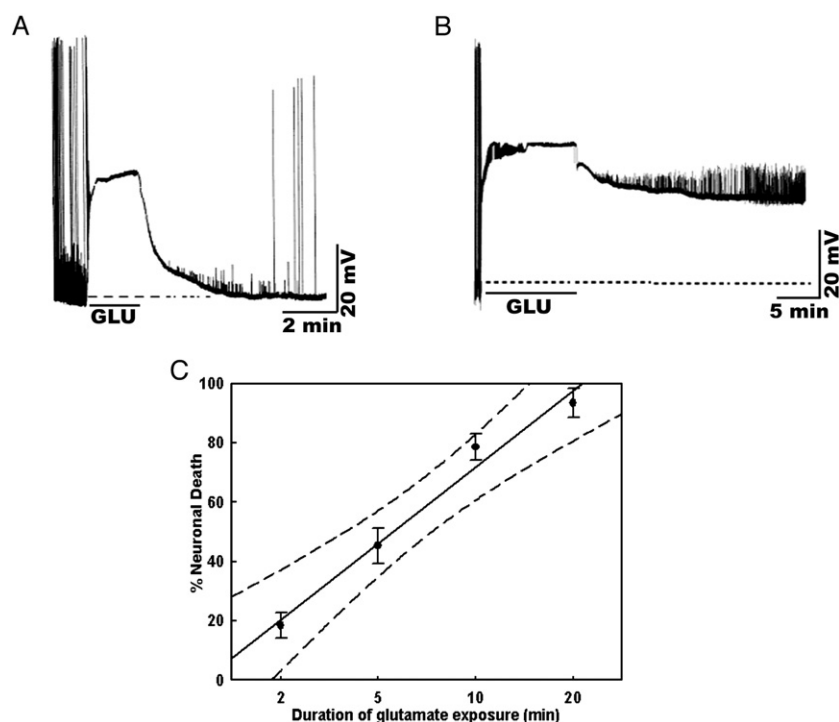 A
GLU
2 min
20 mV
B
GLU
5 min
20 mV
C
% Neuronal Death
100
80
60
40
20
0
2 5 10 20
Duration of glutamate exposure (min)